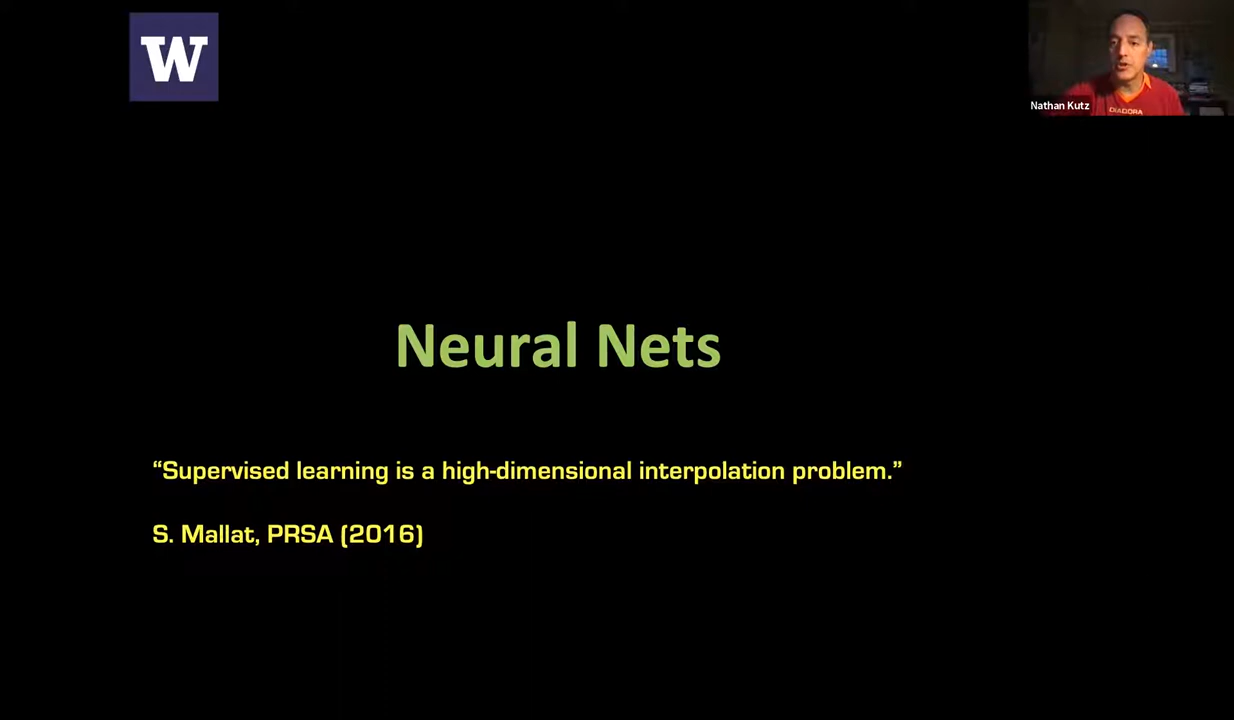 W
Nathan Kutz
DIADORA
Neural Nets
“Supervised learning is a high-dimensional interpolation problem.”
S. Mallat, PRSA (2016)